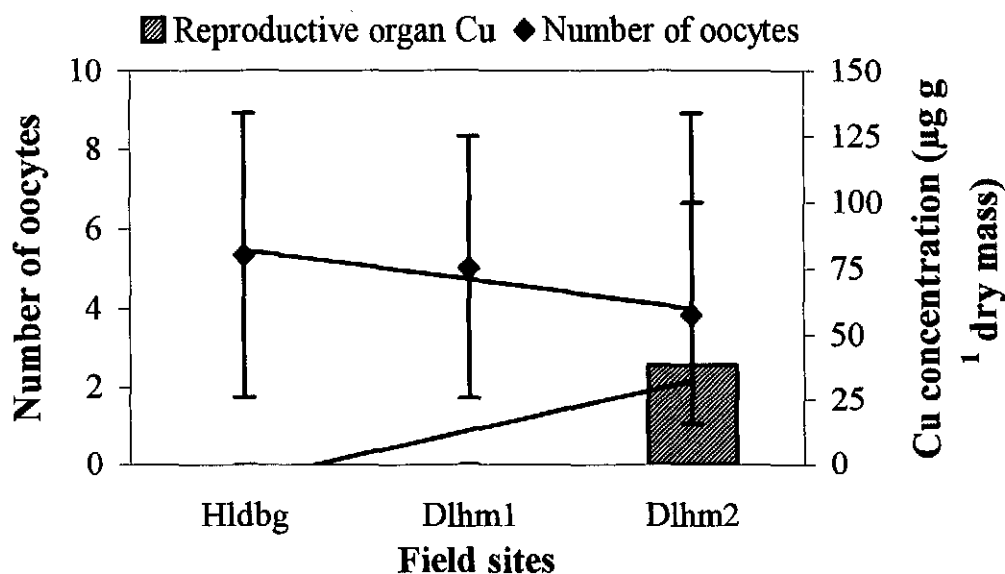 Reproductive organ Cu Number of oocytes
Number of oocytes
10
8
6
4
2
0
150
125
100
75
50
25
0
Cu concentration (µg g
1 dry mass)
Hldbg Dlhm1 Dlhm2
Field sites